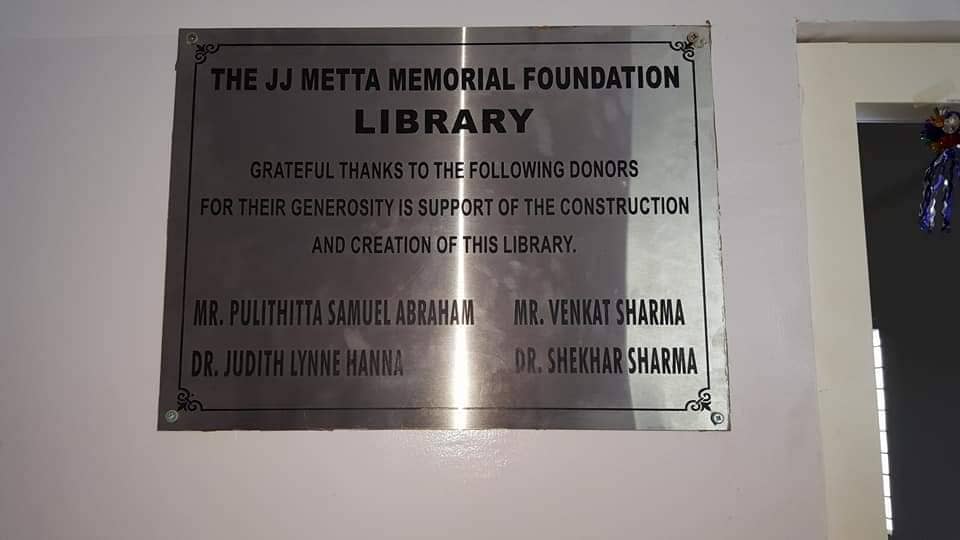 THE JJ METTA MEMORIAL FOUNDATION
LIBRARY
GRATEFUL THANKS TO THE FOLLOWING DONORS
FOR THEIR GENEROSITY IS SUPPORT OF THE CONSTRUCTION
AND CREATION OF THIS LIBRARY.
MR. PULITHITTA SAMUEL ABRAHAM MR. VENKAT SHARMA
DR. JUDITH LYNNE HANNA DR. SHEKHAR SHARMA